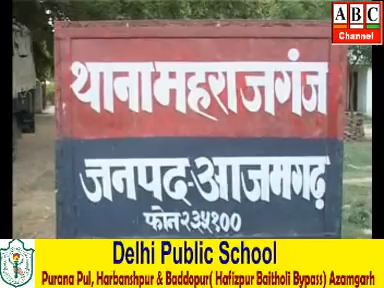 ABC
Channel
थाना महराजगंज
जनपद-आजमगढ़
फोन २३५१००
Delhi Public School
Purana Pul, Harbanshpur & Baddopur( Hafizpur Baitholi Bypass) Azamgarh